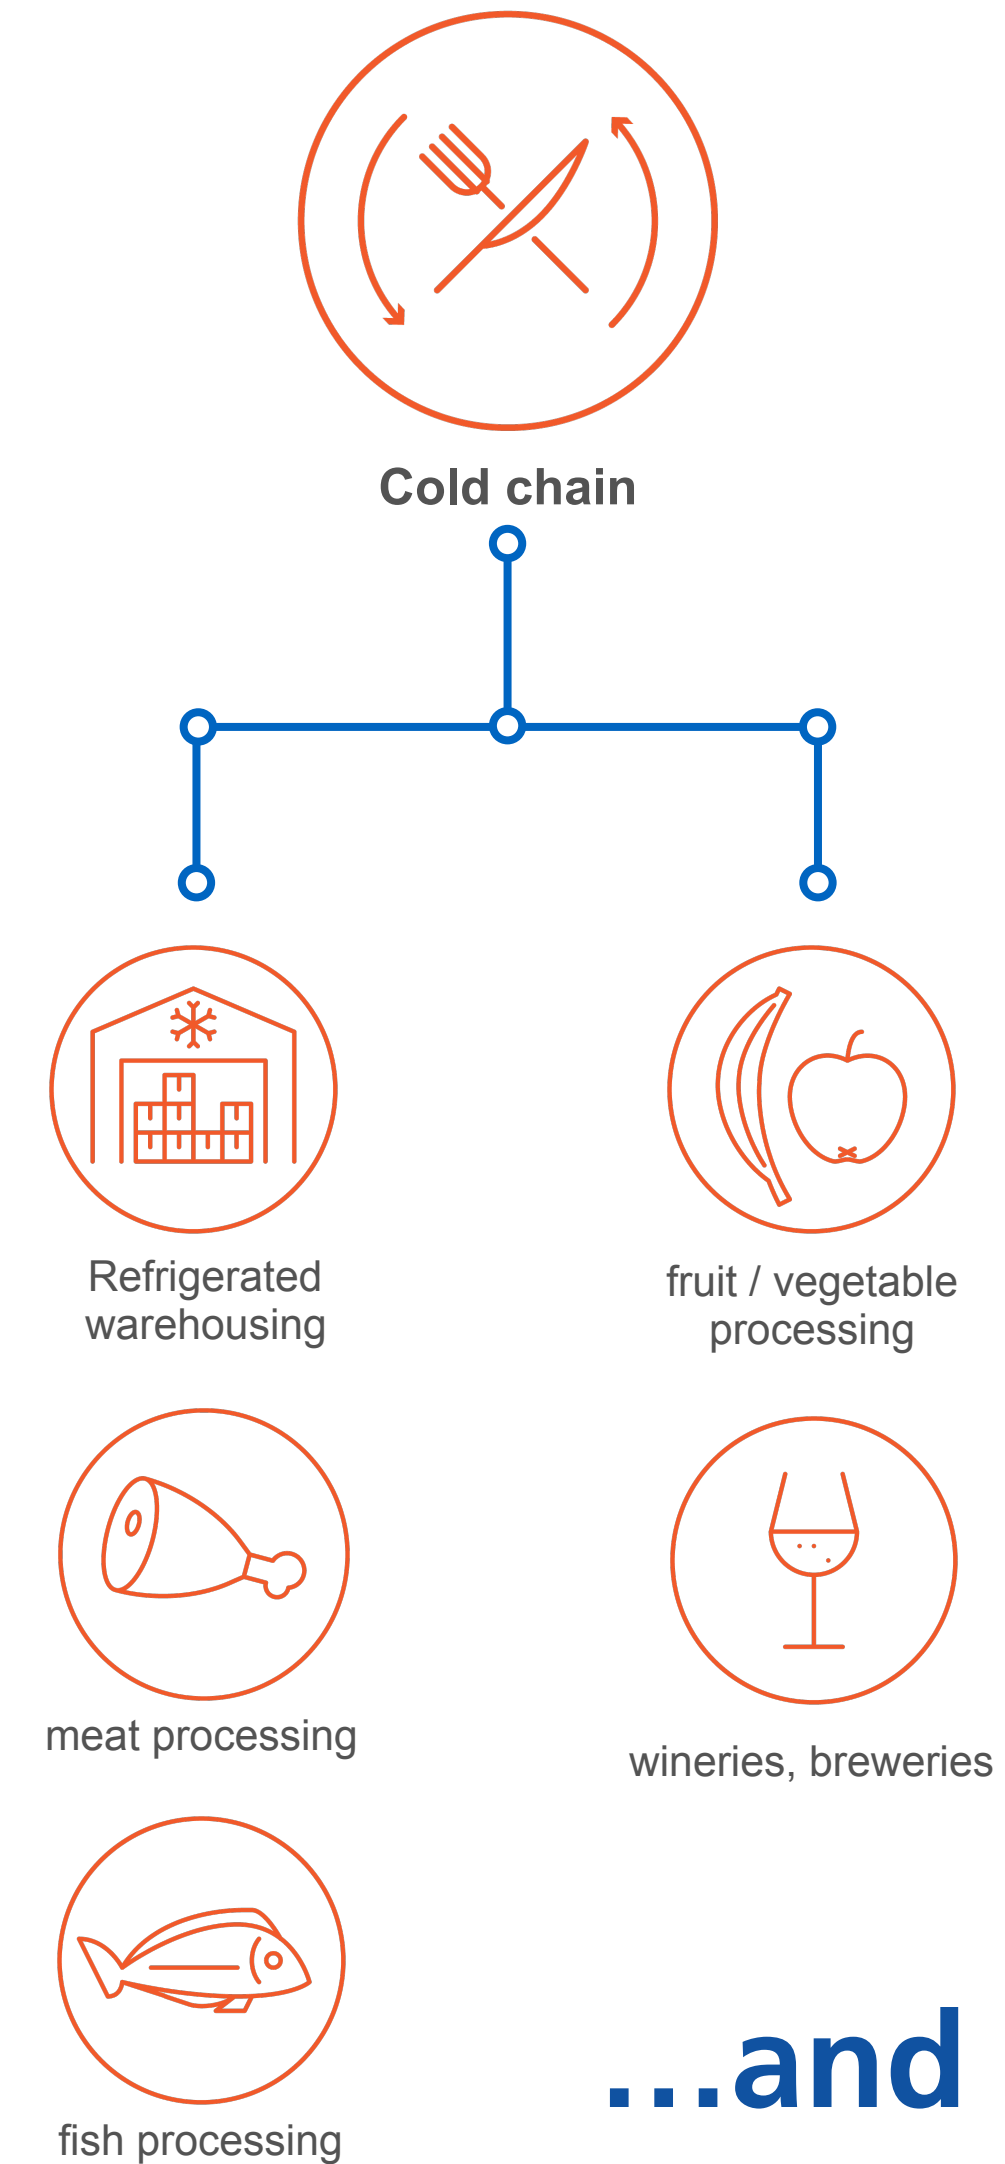 Cold chain
Refrigerated
warehousing
fruit / vegetable
processing
meat processing
wineries, breweries
fish processing
...and